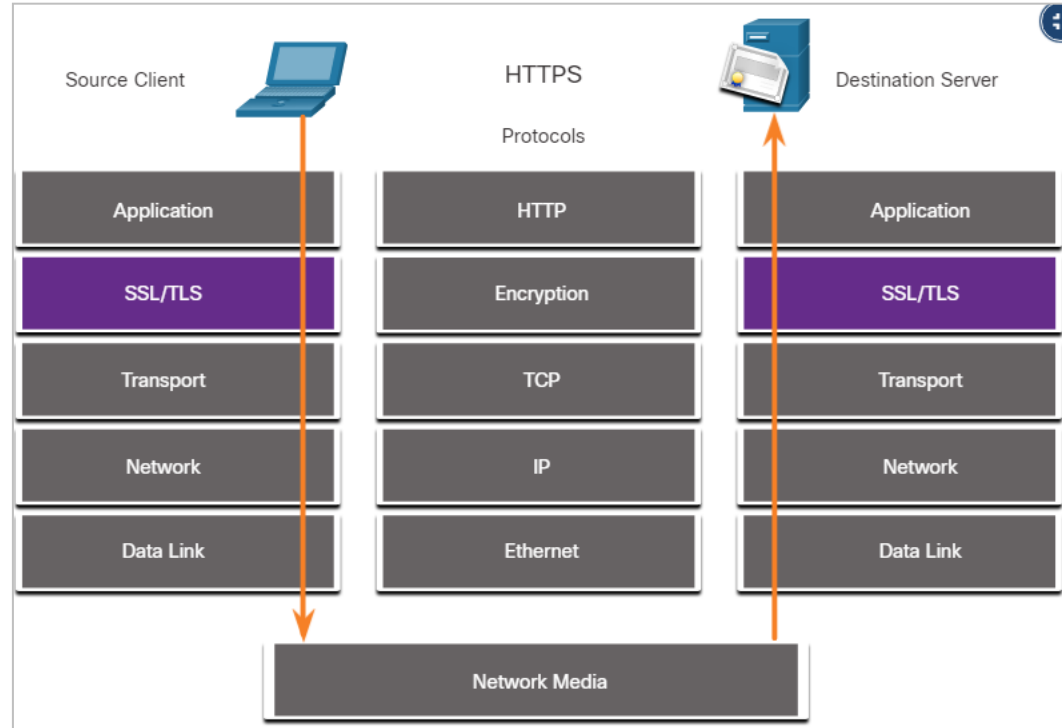 Source Client
HTTPS
Destination Server
Protocols
Application
HTTP
Application
SSL/TLS
Encryption
SSL/TLS
Transport
TCP
Transport
Network
IP
Network
Data Link
Ethernet
Data Link
Network Media